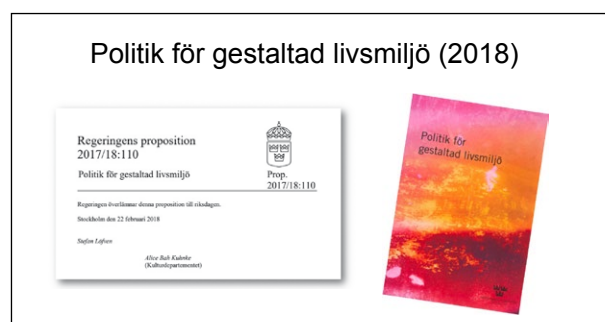 Politik för gestaltad livsmiljö (2018)
Regeringens proposition
2017/18:110
Politik för gestaltad livsmiljö
Prop.
2017/18:110
Regeringen överlämnar denna proposition till riksdagen.
Stockholm den 22 februari 2018
Stefan Löfven
Alice Bah Kuhnke
(Kulturdepartementet)
Politik för
gestaltad livsmiljö